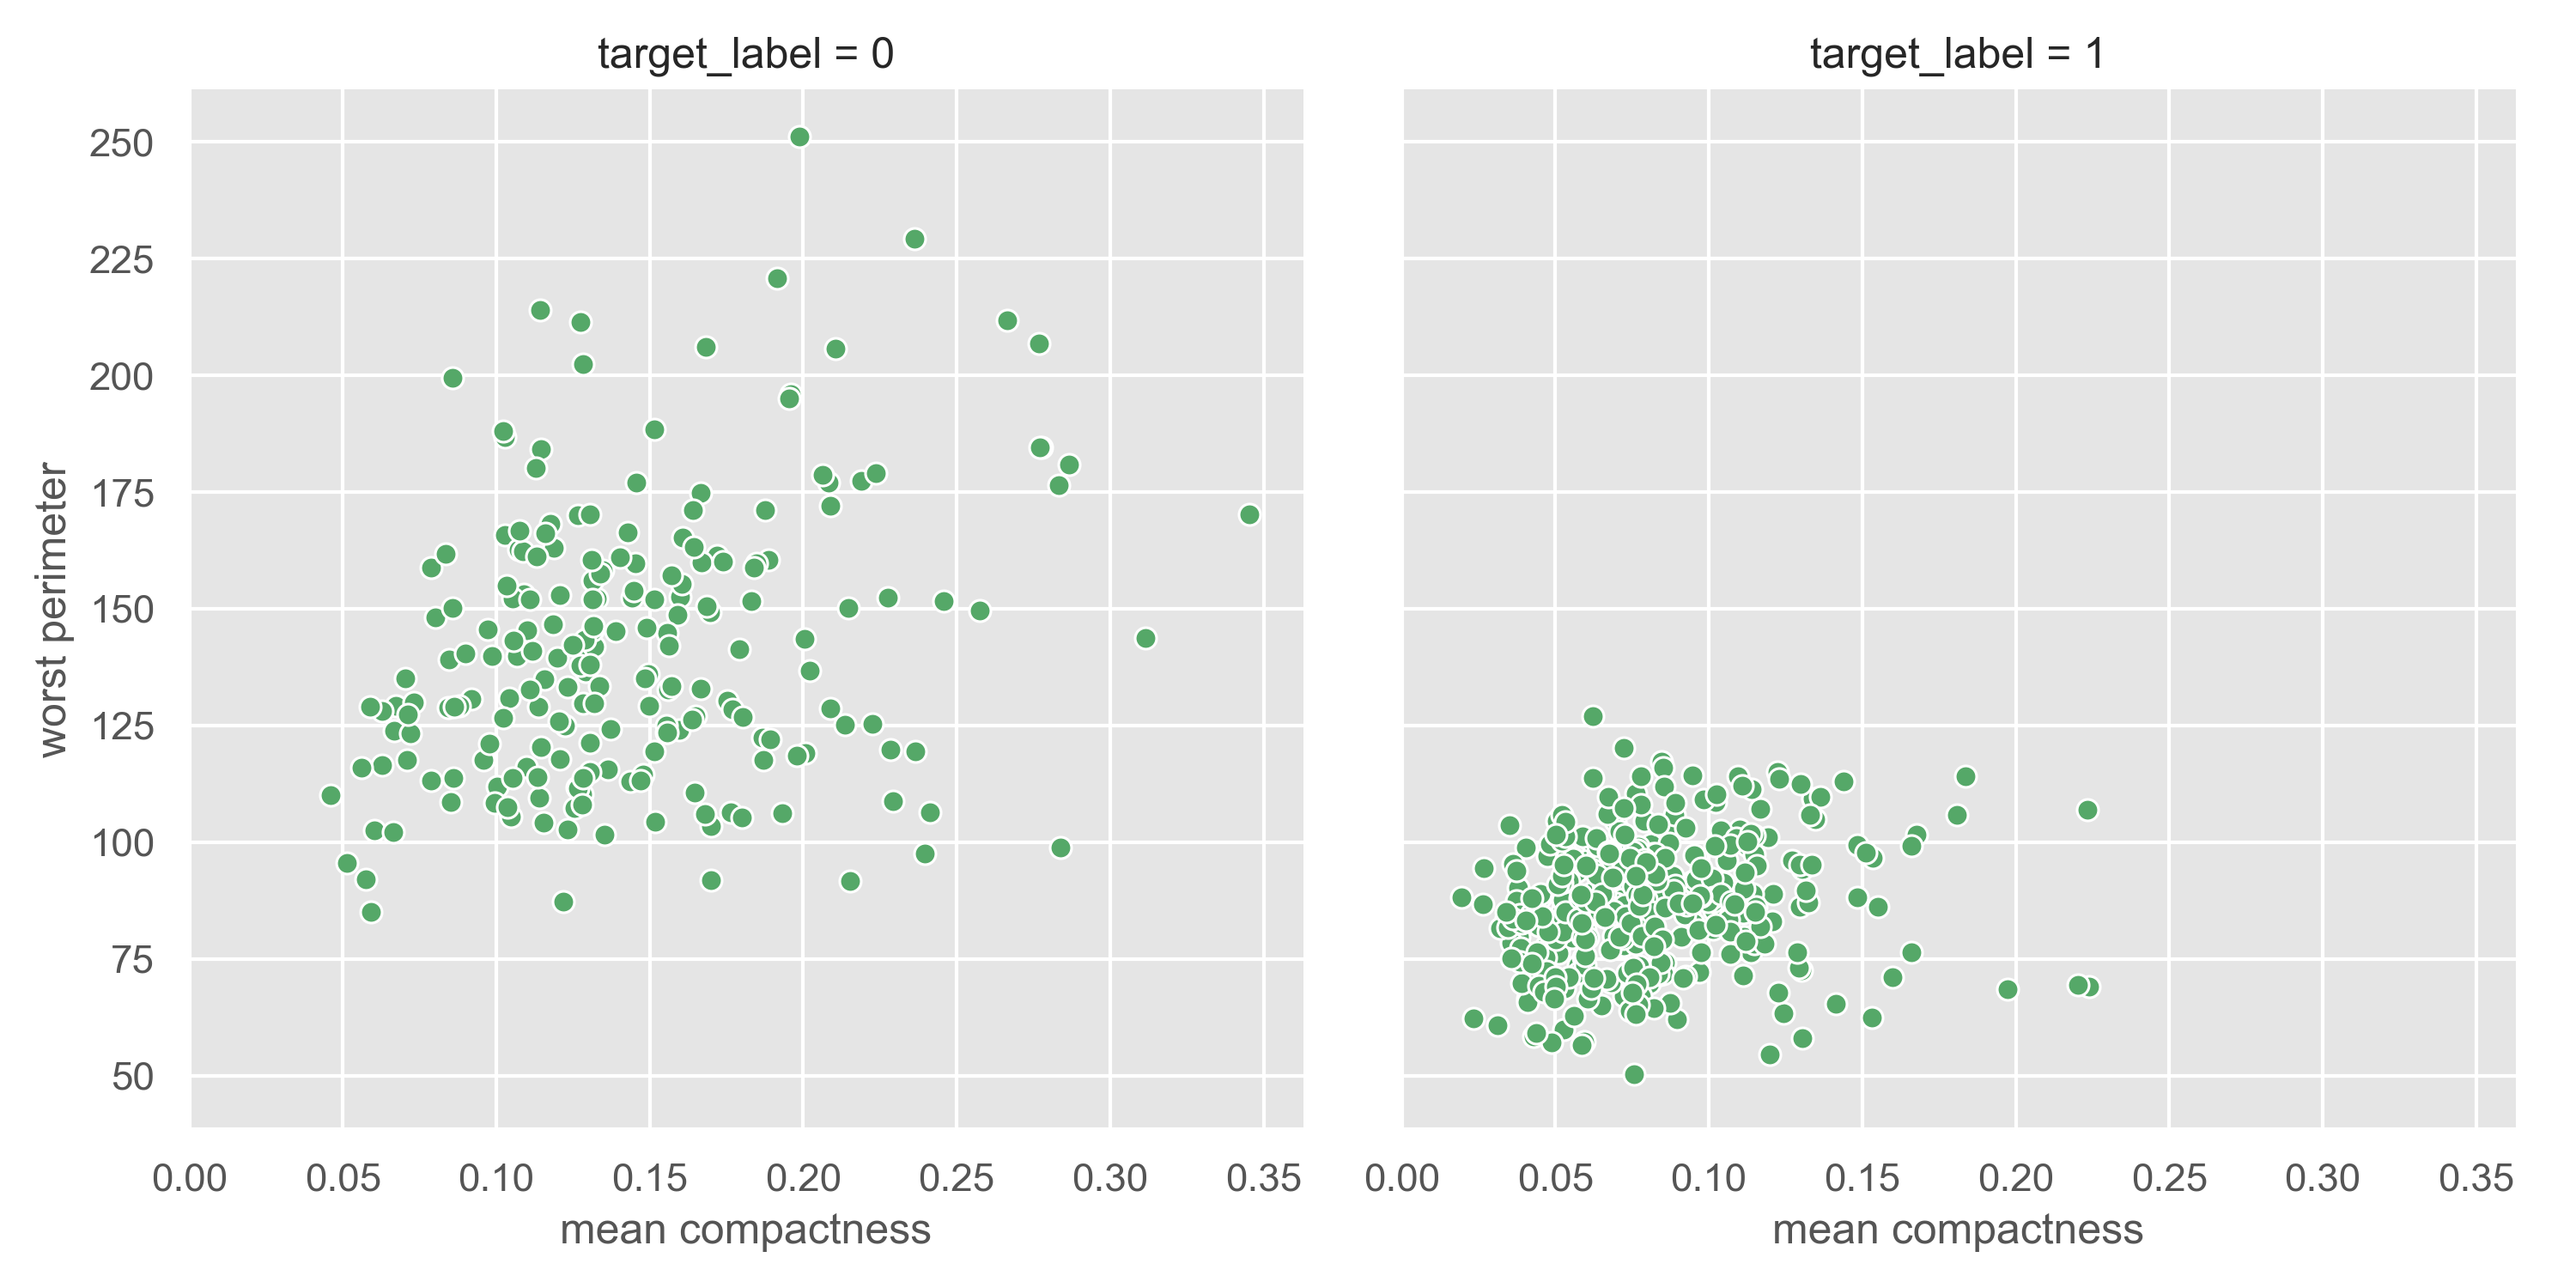 target_label = 0
target_label = 1
250
225
200
175
150
125
100
75
50
worst perimeter
0.00 0.05 0.10 0.15 0.20 0.25 0.30 0.35
0.00 0.05 0.10 0.15 0.20 0.25 0.30 0.35
mean compactness
mean compactness